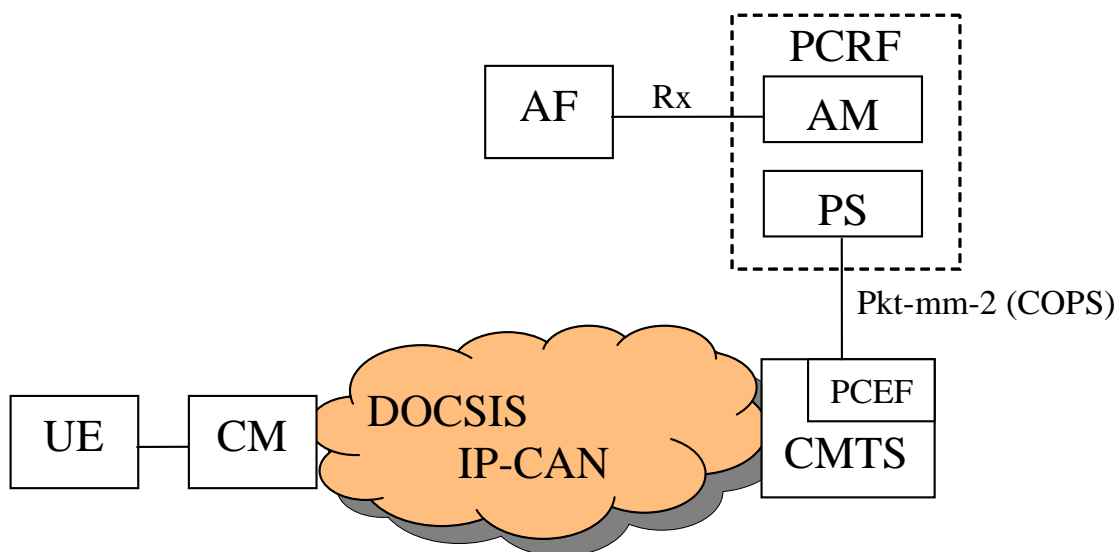 PCRF
AF
Rx
AM
PS
Pkt-mm-2 (COPS)
PCEF
UE
CM
DOCSIS
IP-CAN
CMTS